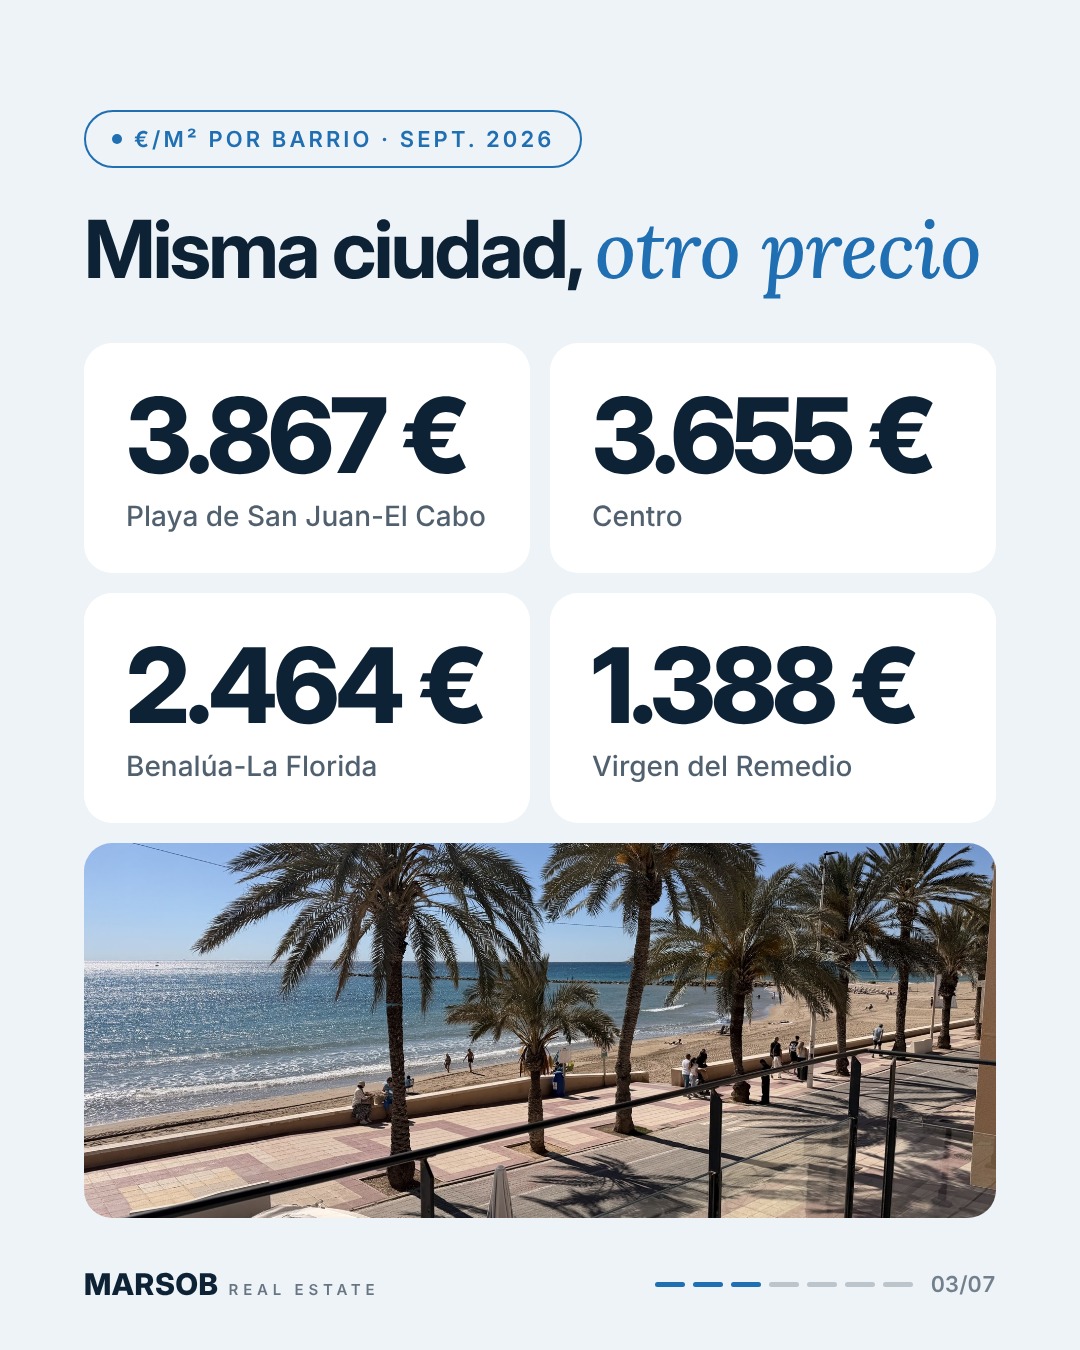 • €/M² POR BARRIO · SEPT. 2026
Misma ciudad, otro precio
3.867 €
Playa de San Juan-El Cabo
3.655 €
Centro
2.464 €
Benalúa-La Florida
1.388 €
Virgen del Remedio
MARSOB REAL ESTATE
03/07